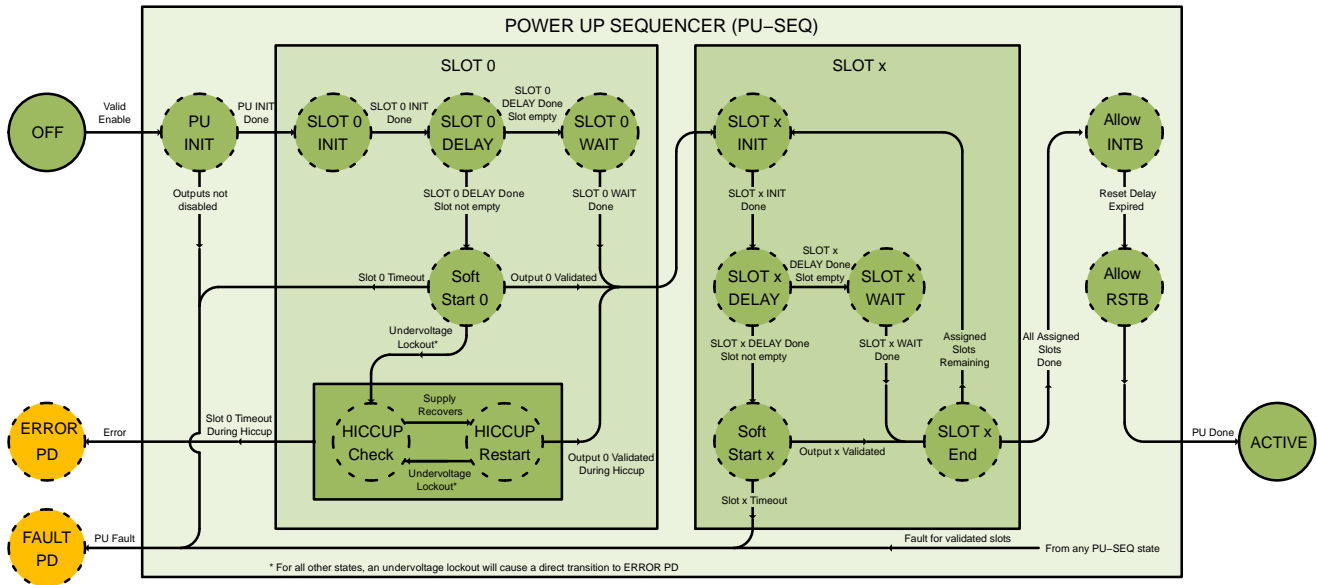 POWER UP SEQUENCER (PU−SEQ)
SLOT 0
SLOT x
OFF
Valid
Enable
PU
INIT
PU INIT
Done
SLOT 0
INIT
SLOT 0 INIT
Done
SLOT 0
DELAY
SLOT 0
DELAY Done
Slot empty
SLOT 0
WAIT
SLOT x
INIT
Allow
INTB
Outputs not
disabled
SLOT 0 DELAY Done
Slot not empty
SLOT 0 WAIT
Done
SLOT x INIT
Done
Reset Delay
Expired
Slot 0 Timeout
Soft
Start 0
Output 0 Validated
SLOT x
DELAY
SLOT x
DELAY Done
Slot empty
SLOT x
WAIT
Allow
RSTB
Undervoltage
Lockout*
SLOT x DELAY Done
Slot not empty
SLOT x WAIT
Done
Assigned
Slots
Remaining
All Assigned
Slots
Done
ERROR
PD
Error
Slot 0 Timeout
During Hiccup
HICCUP
Check
Supply
Recovers
Undervoltage
Lockout*
HICCUP
Restart
Output 0 Validated
During Hiccup
Soft
Start x
Output x Validated
SLOT x
End
PU Done
ACTIVE
Slot x Timeout
FAULT
PD
PU Fault
Fault for validated slots
From any PU−SEQ state
* For all other states, an undervoltage lockout will cause a direct transition to ERROR PD